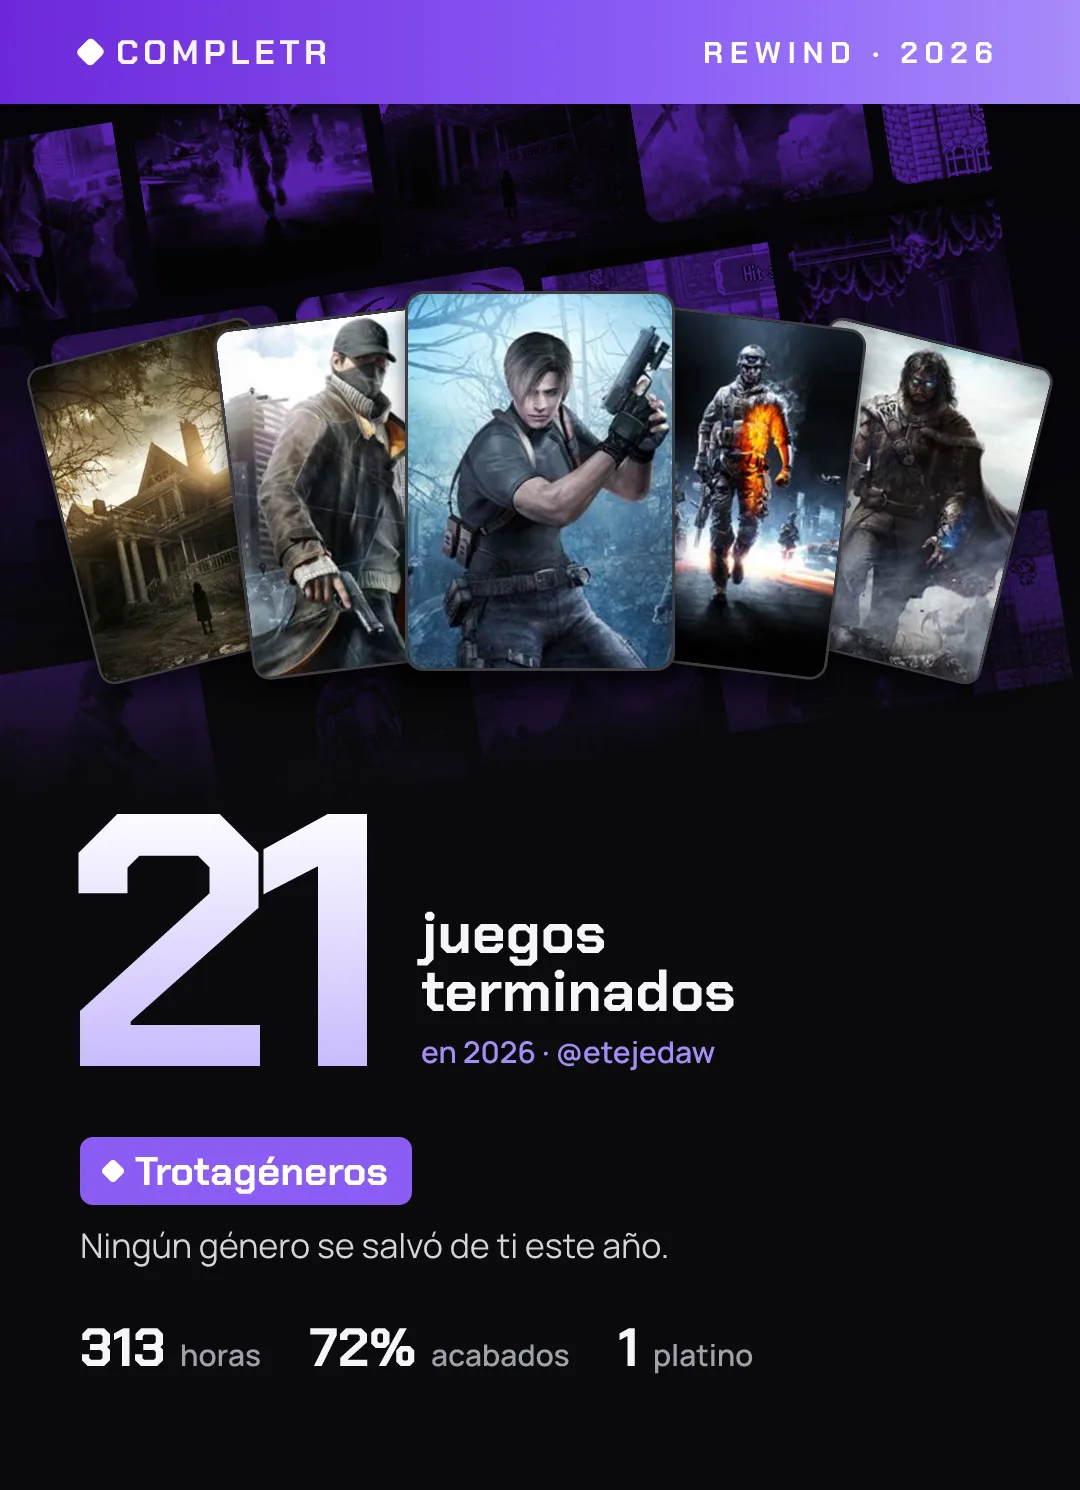 COMPLETR
REWIND · 2026
Hit
21
juegos
terminados
en 2026 · @etejedaw
Trotagéneros
Ningún género se salvó de ti este año.
313 horas 72% acabados 1 platino